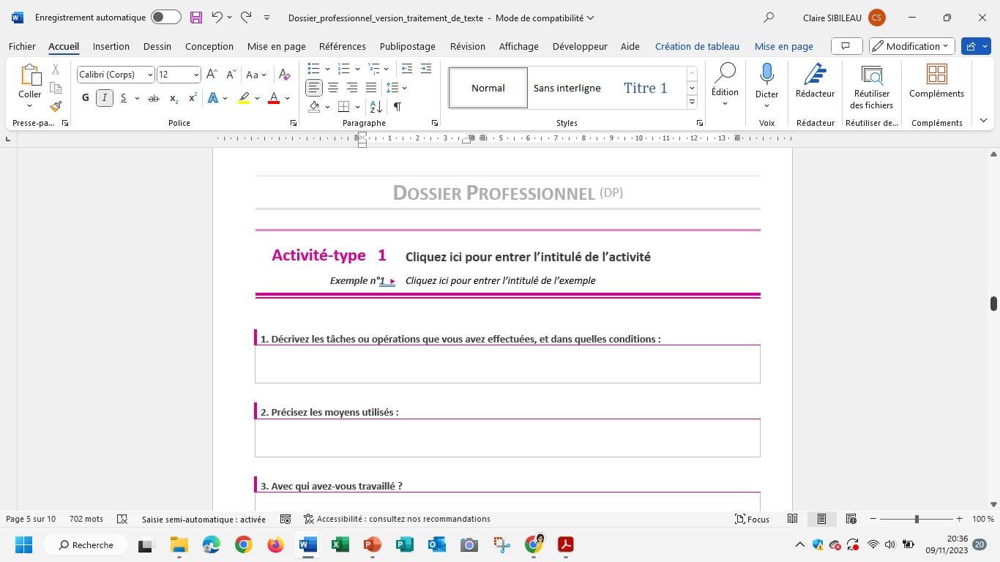 Enregistrement automatique
Dossier_professionnel_version_traitement_de_texte - Mode de compatibilité
Claire SIBILEAU CS
Fichier Accueil Insertion Dessin Conception Mise en page Références Publipostage Révision Affichage Développeur Aide Création de tableau Mise en page Modification
Calibri (Corps) 12
Coller
G I S ab x₂ x² A A
Normal Sans interligne Titre 1
Édition Dicter Rédacteur Réutiliser des fichiers Compléments
Presse-pa... Police Paragraphe Styles Voix Rédacteur Réutiliser de... Compléments
1 2 3 4 5 6 7 8 9 10 11 12 13
DOSSIER PROFESSIONNEL (DP)
Activité-type 1 Cliquez ici pour entrer l’intitulé de l’activité
Exemple n°1 ▸ Cliquez ici pour entrer l’intitulé de l’exemple
1. Décrivez les tâches ou opérations que vous avez effectuées, et dans quelles conditions :
2. Précisez les moyens utilisés :
3. Avec qui avez-vous travaillé ?
Page 5 sur 10 702 mots Saisie semi-automatique : activée Accessibilité : consultez nos recommandations Focus 100 %
Recherche
20:36
09/11/2023 20